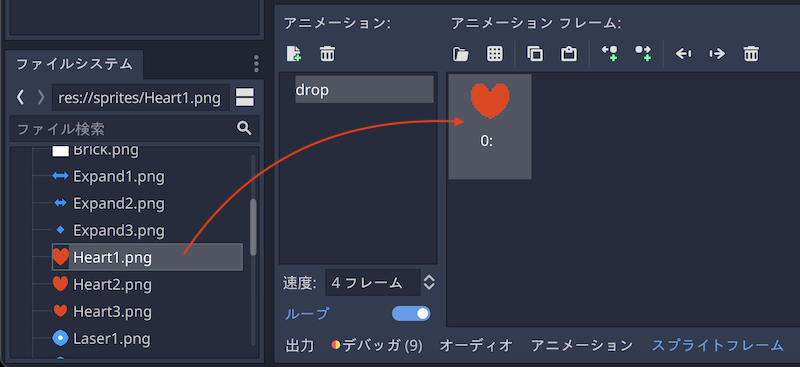 アニメーション:
アニメーション フレーム:
ファイルシステム
res://sprites/Heart1.png
ファイル検索
drop
0:
Brick.png
Expand1.png
Expand2.png
Expand3.png
Heart1.png
Heart2.png
Heart3.png
Laser1.png
速度: 4 フレーム
ループ
出力 デバッガ (9) オーディオ アニメーション スプライトフレーム